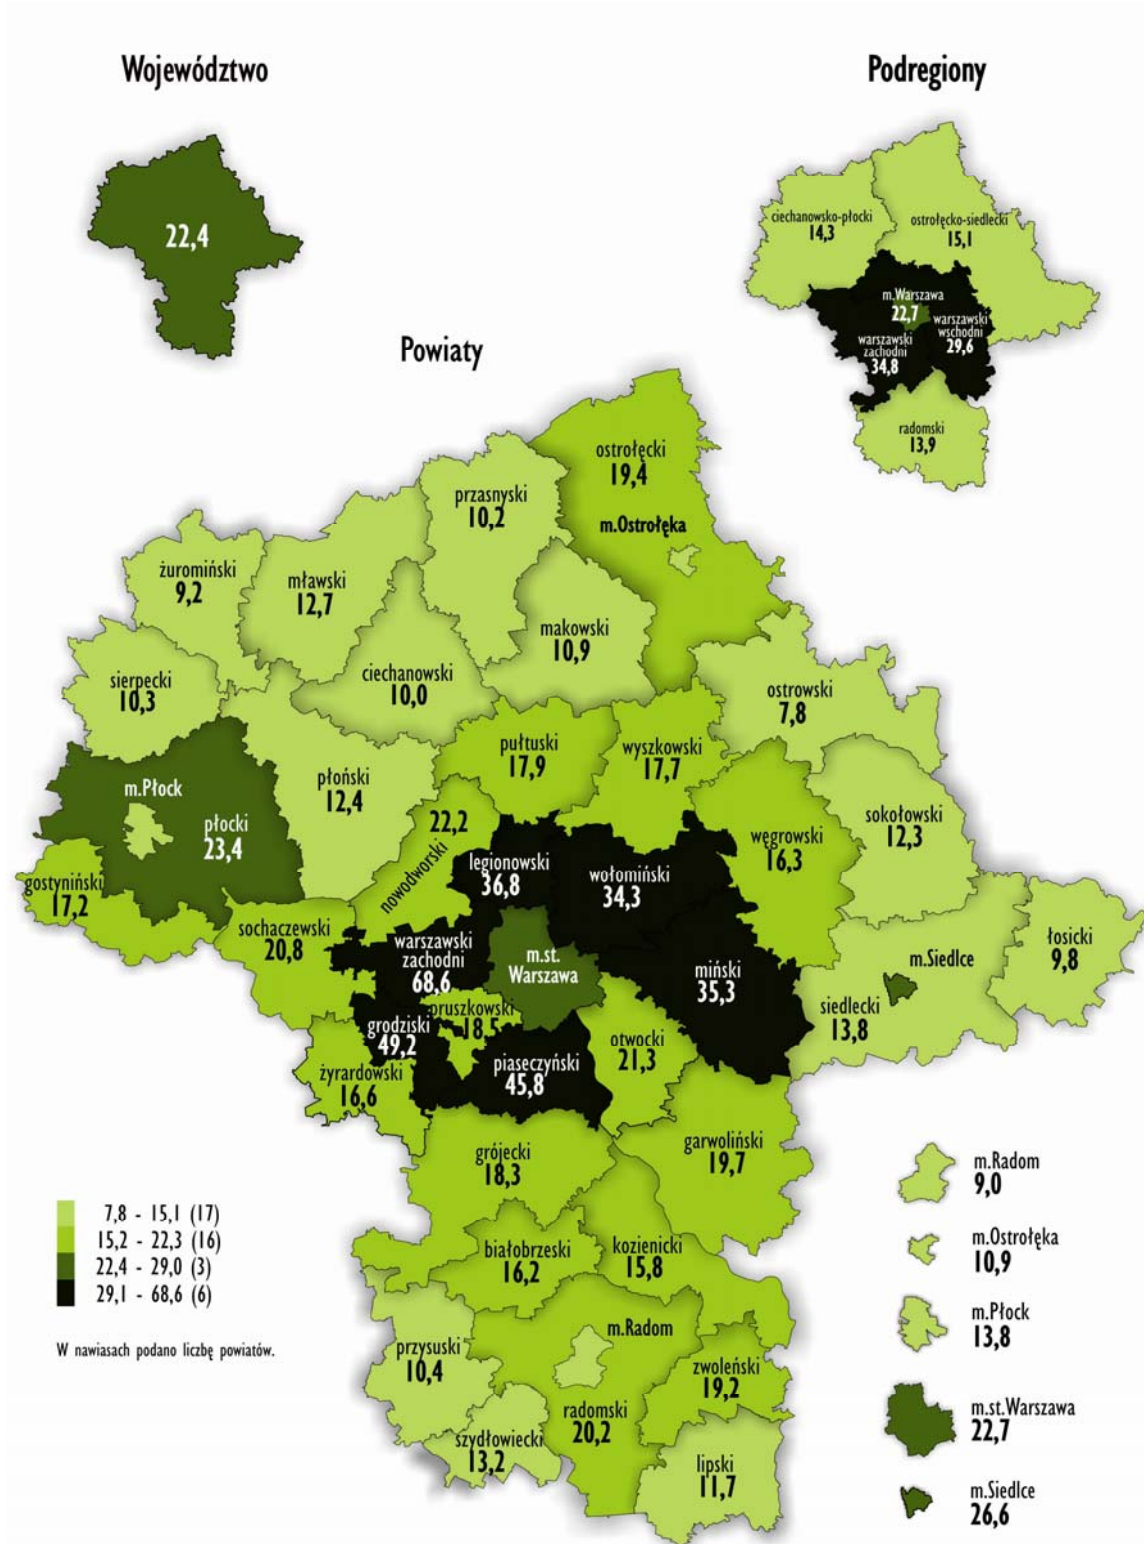 Województwo
22,4
Podregiony
ciechanowsko-płocki
14,3
ostrołęcko-siedlecki
15,1
m.Warszawa
22,7
warszawski
wschodni
29,6
warszawski
zachodni
34,8
radomski
13,9
Powiaty
ostrołęcki
19,4
m.Ostrołęka
przasnyski
10,2
żuromiński
9,2
mławski
12,7
makowski
10,9
ciechanowski
10,0
sierpecki
10,3
ostrowski
7,8
pułtuski
17,9
wyszkowski
17,7
płoński
12,4
m.Płock
płocki
23,4
nowodworski
22,2
legionowski
36,8
wołomiński
34,3
węgrowski
16,3
sokołowski
12,3
gostyniński
17,2
sochaczewski
20,8
warszawski
zachodni
68,6
m.st.
Warszawa
miński
35,3
m.Siedlce
siedlecki
13,8
łosicki
9,8
pruszkowski
18,5
grodziski
49,2
piaseczyński
45,8
otwocki
21,3
żyrardowski
16,6
grójecki
18,3
garwoliński
19,7
białobrzeski
16,2
kozienicki
15,8
m.Radom
przysuski
10,4
zwoleński
19,2
radomski
20,2
szydłowiecki
13,2
lipski
11,7
7,8 - 15,1 (17)
15,2 - 22,3 (16)
22,4 - 29,0 (3)
29,1 - 68,6 (6)
W nawiasach podano liczbę powiatów.
m.Radom
9,0
m.Ostrołęka
10,9
m.Płock
13,8
m.st.Warszawa
22,7
m.Siedlce
26,6